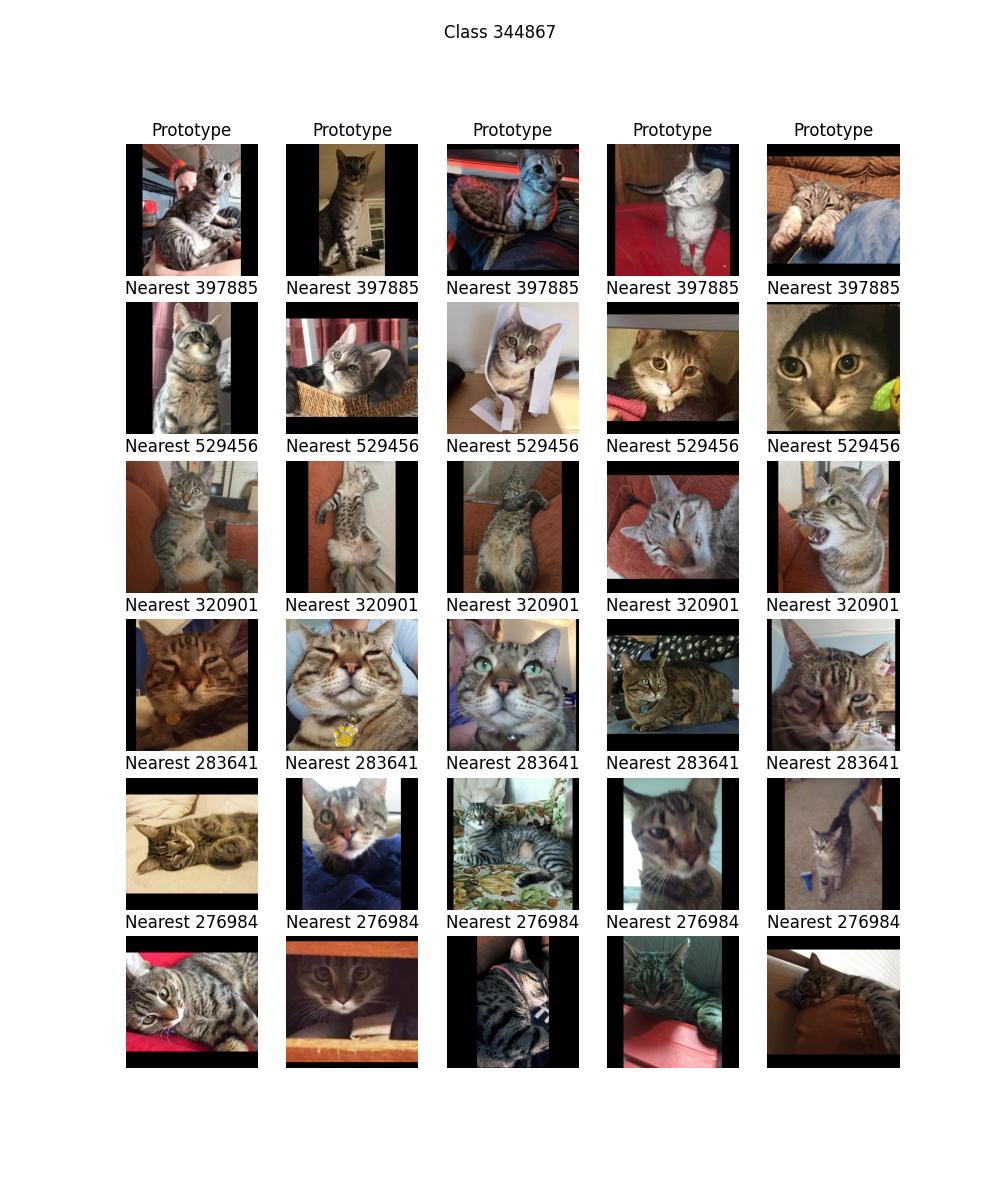 Class 344867
Prototype Prototype Prototype Prototype Prototype
Nearest 397885 Nearest 397885 Nearest 397885 Nearest 397885 Nearest 397885
Nearest 529456 Nearest 529456 Nearest 529456 Nearest 529456 Nearest 529456
Nearest 320901 Nearest 320901 Nearest 320901 Nearest 320901 Nearest 320901
Nearest 283641 Nearest 283641 Nearest 283641 Nearest 283641 Nearest 283641
Nearest 276984 Nearest 276984 Nearest 276984 Nearest 276984 Nearest 276984